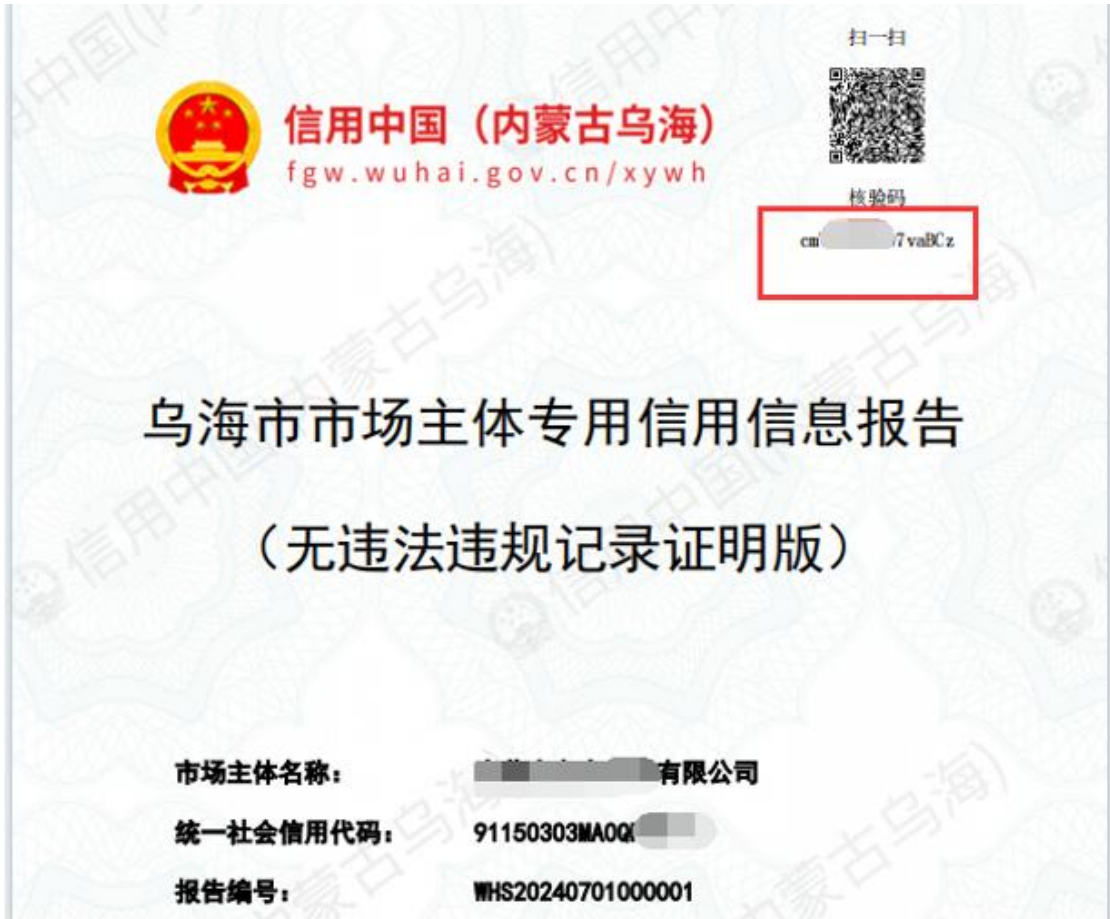 扫一扫
信用中国（内蒙古乌海）
fgw.wuhai.gov.cn/xywh
核验码
cm 7vaBCz
乌海市市场主体专用信用信息报告
（无违法违规记录证明版）
市场主体名称： 有限公司
统一社会信用代码： 91150303MA0Q
报告编号： WHS20240701000001